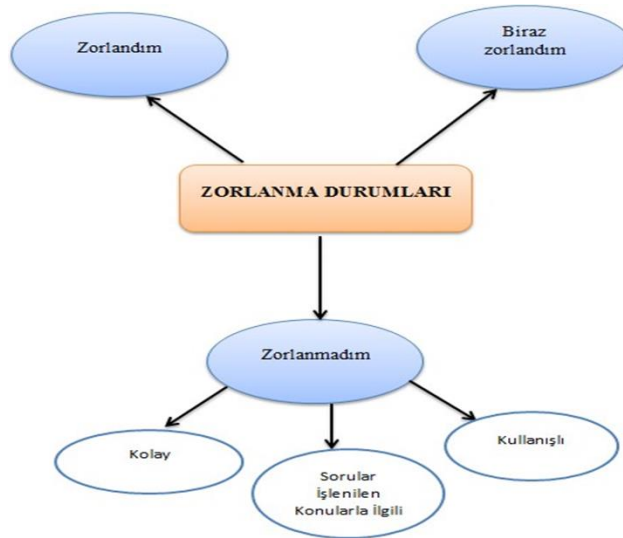 Zorlandım
Biraz
zorlandım
ZORLANMA DURUMLARI
Zorlanmadım
Kolay
Sorular
İşlenilen
Konularla İlgili
Kullanışlı